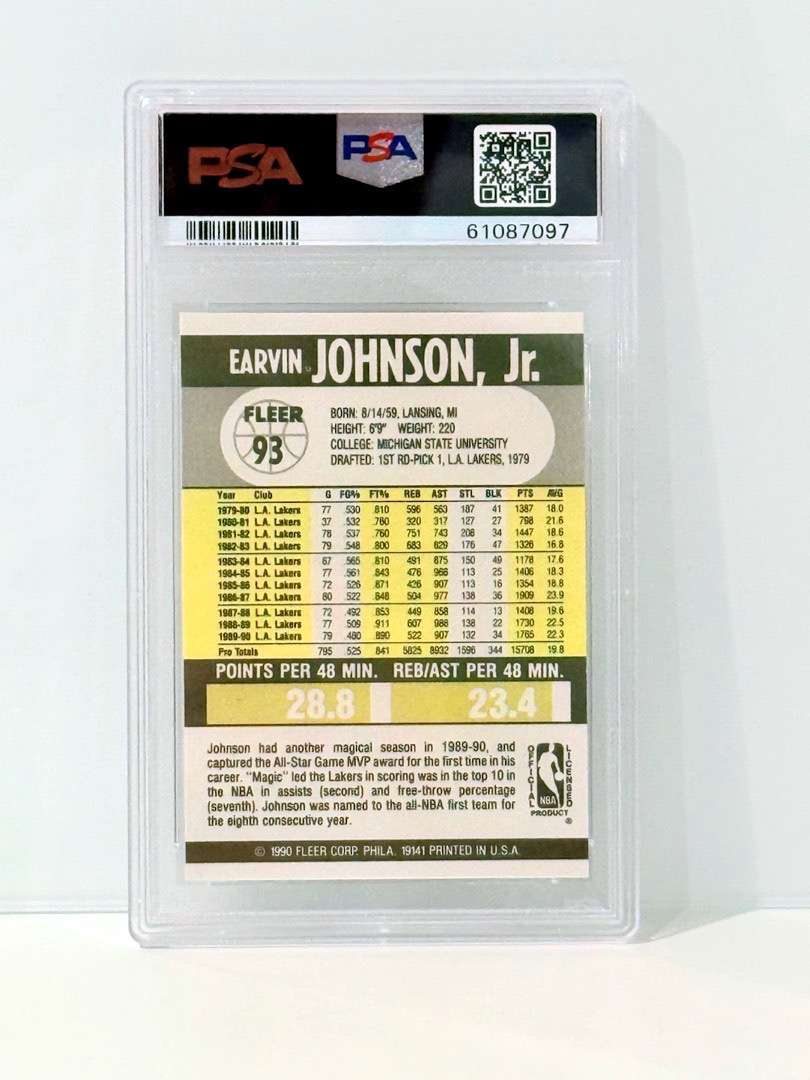 PSA PSA
61087097
EARVIN JOHNSON, Jr.
FLEER
93
BORN: 8/14/59, LANSING, MI
HEIGHT: 6'9" WEIGHT: 220
COLLEGE: MICHIGAN STATE UNIVERSITY
DRAFTED: 1ST RD-PICK 1, L.A. LAKERS, 1979
Year Club G FG% FT% REB AST STL BLK PTS AVG
1979-80 L.A. Lakers 77 .530 .810 596 563 187 41 1387 18.0
1980-81 L.A. Lakers 37 .532 .760 320 317 127 27 798 21.6
1981-82 L.A. Lakers 78 .537 .760 751 743 208 34 1447 18.6
1982-83 L.A. Lakers 79 .548 .800 683 829 176 47 1326 16.8
1983-84 L.A. Lakers 67 .565 .810 491 875 150 49 1178 17.6
1984-85 L.A. Lakers 77 .561 .843 476 968 113 25 1406 18.3
1985-86 L.A. Lakers 72 .526 .871 426 907 113 16 1354 18.8
1986-87 L.A. Lakers 80 .522 .848 504 977 138 36 1909 23.9
1987-88 L.A. Lakers 72 .492 .853 449 858 114 13 1408 19.6
1988-89 L.A. Lakers 77 .509 .911 607 988 138 22 1730 22.5
1989-90 L.A. Lakers 79 .480 .890 522 907 132 34 1765 22.3
Pro Totals 795 .525 .841 5825 8932 1596 344 15708 19.8
POINTS PER 48 MIN. REB/AST PER 48 MIN.
28.8 23.4
Johnson had another magical season in 1989-90, and
captured the All-Star Game MVP award for the first time in his
career. "Magic" led the Lakers in scoring was in the top 10 in
the NBA in assists (second) and free-throw percentage
(seventh). Johnson was named to the all-NBA first team for
the eighth consecutive year.
OFFICIAL LICENSED
NBA
PRODUCT
®
© 1990 FLEER CORP. PHILA. 19141 PRINTED IN U.S.A.